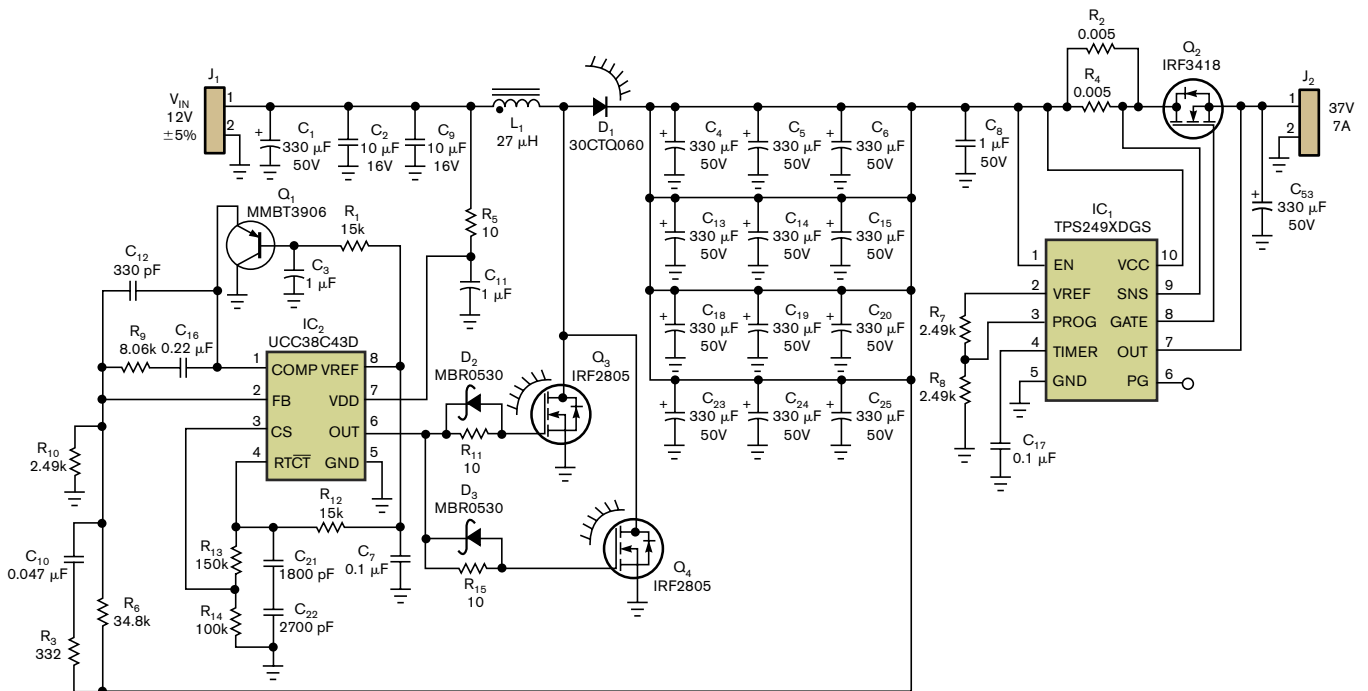 J1
VIN
12V
±5%
1
2
+
C1
330 µF
50V
C2
10 µF
16V
C9
10 µF
16V
L1
27 µH
D1
30CTQ060
+
C4
330 µF
50V
+
C5
330 µF
50V
+
C6
330 µF
50V
C8
1 µF
50V
R2
0.005
R4
0.005
Q2
IRF3418
J2
1
2
37V
7A
+
C53
330 µF
50V
Q1
MMBT3906
R1
15k
C3
1 µF
R5
10
C11
1 µF
C12
330 pF
R9
8.06k
C16
0.22 µF
+
C13
330 µF
50V
+
C14
330 µF
50V
+
C15
330 µF
50V
+
C18
330 µF
50V
+
C19
330 µF
50V
+
C20
330 µF
50V
+
C23
330 µF
50V
+
C24
330 µF
50V
+
C25
330 µF
50V
IC1
TPS249XDGS
1 EN VCC 10
2 VREF SNS 9
3 PROG GATE 8
4 TIMER OUT 7
5 GND PG 6
R7
2.49k
R8
2.49k
C17
0.1 µF
IC2
UCC38C43D
1 COMP VREF 8
2 FB VDD 7
3 CS OUT 6
4 RTCT GND 5
D2
MBR0530
R11
10
Q3
IRF2805
D3
MBR0530
R15
10
Q4
IRF2805
R10
2.49k
R12
15k
R13
150k
C21
1800 pF
C7
0.1 µF
C10
0.047 µF
R6
34.8k
R14
100k
C22
2700 pF
R3
332